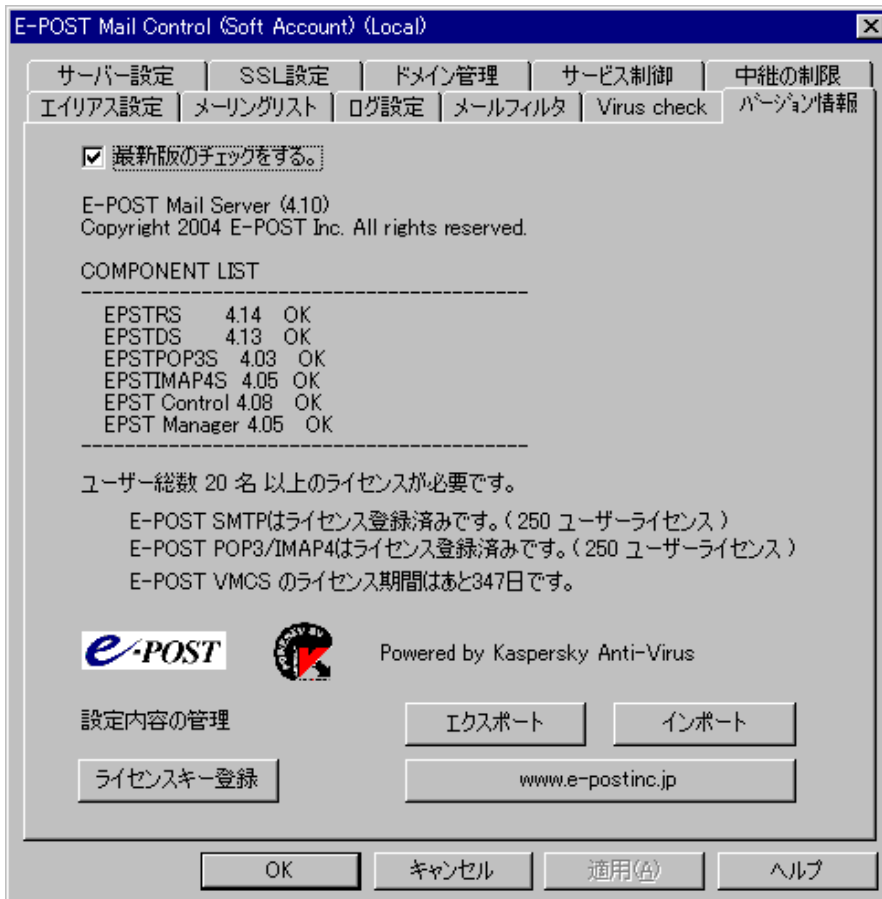 E-POST Mail Control (Soft Account) (Local)
サーバー設定 SSL設定 ドメイン管理 サービス制御 中継の制限
エイリアス設定 メーリングリスト ログ設定 メールフィルタ Virus check バージョン情報
最新版のチェックをする。
E-POST Mail Server (4.10)
Copyright 2004 E-POST Inc. All rights reserved.
COMPONENT LIST
----------------------------------------
EPSTRS 4.14 OK
EPSTDS 4.13 OK
EPSTPOP3S 4.03 OK
EPSTIMAP4S 4.05 OK
EPST Control 4.08 OK
EPST Manager 4.05 OK
----------------------------------------
ユーザー総数 20 名 以上のライセンスが必要です。
E-POST SMTPはライセンス登録済みです。( 250 ユーザーライセンス )
E-POST POP3/IMAP4はライセンス登録済みです。( 250 ユーザーライセンス )
E-POST VMCS のライセンス期間はあと347日です。
e-POST POWERED BY K Powered by Kaspersky Anti-Virus
設定内容の管理 エクスポート インポート
ライセンスキー登録 www.e-postinc.jp
OK キャンセル 適用(A) ヘルプ